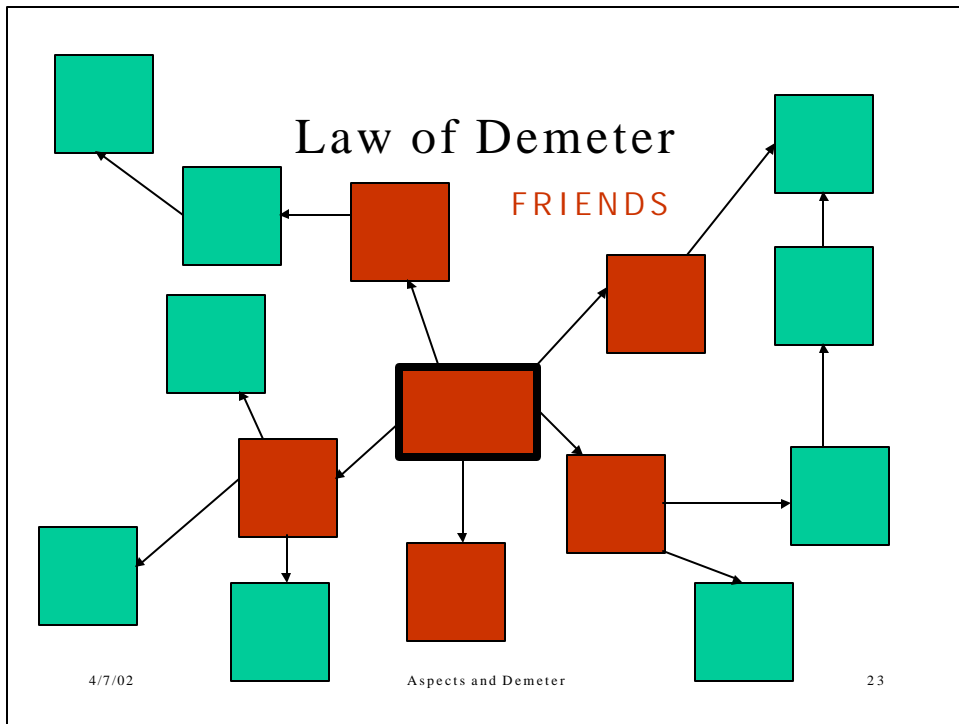 Law of Demeter
FRIENDS
4/7/02
Aspects and Demeter
23